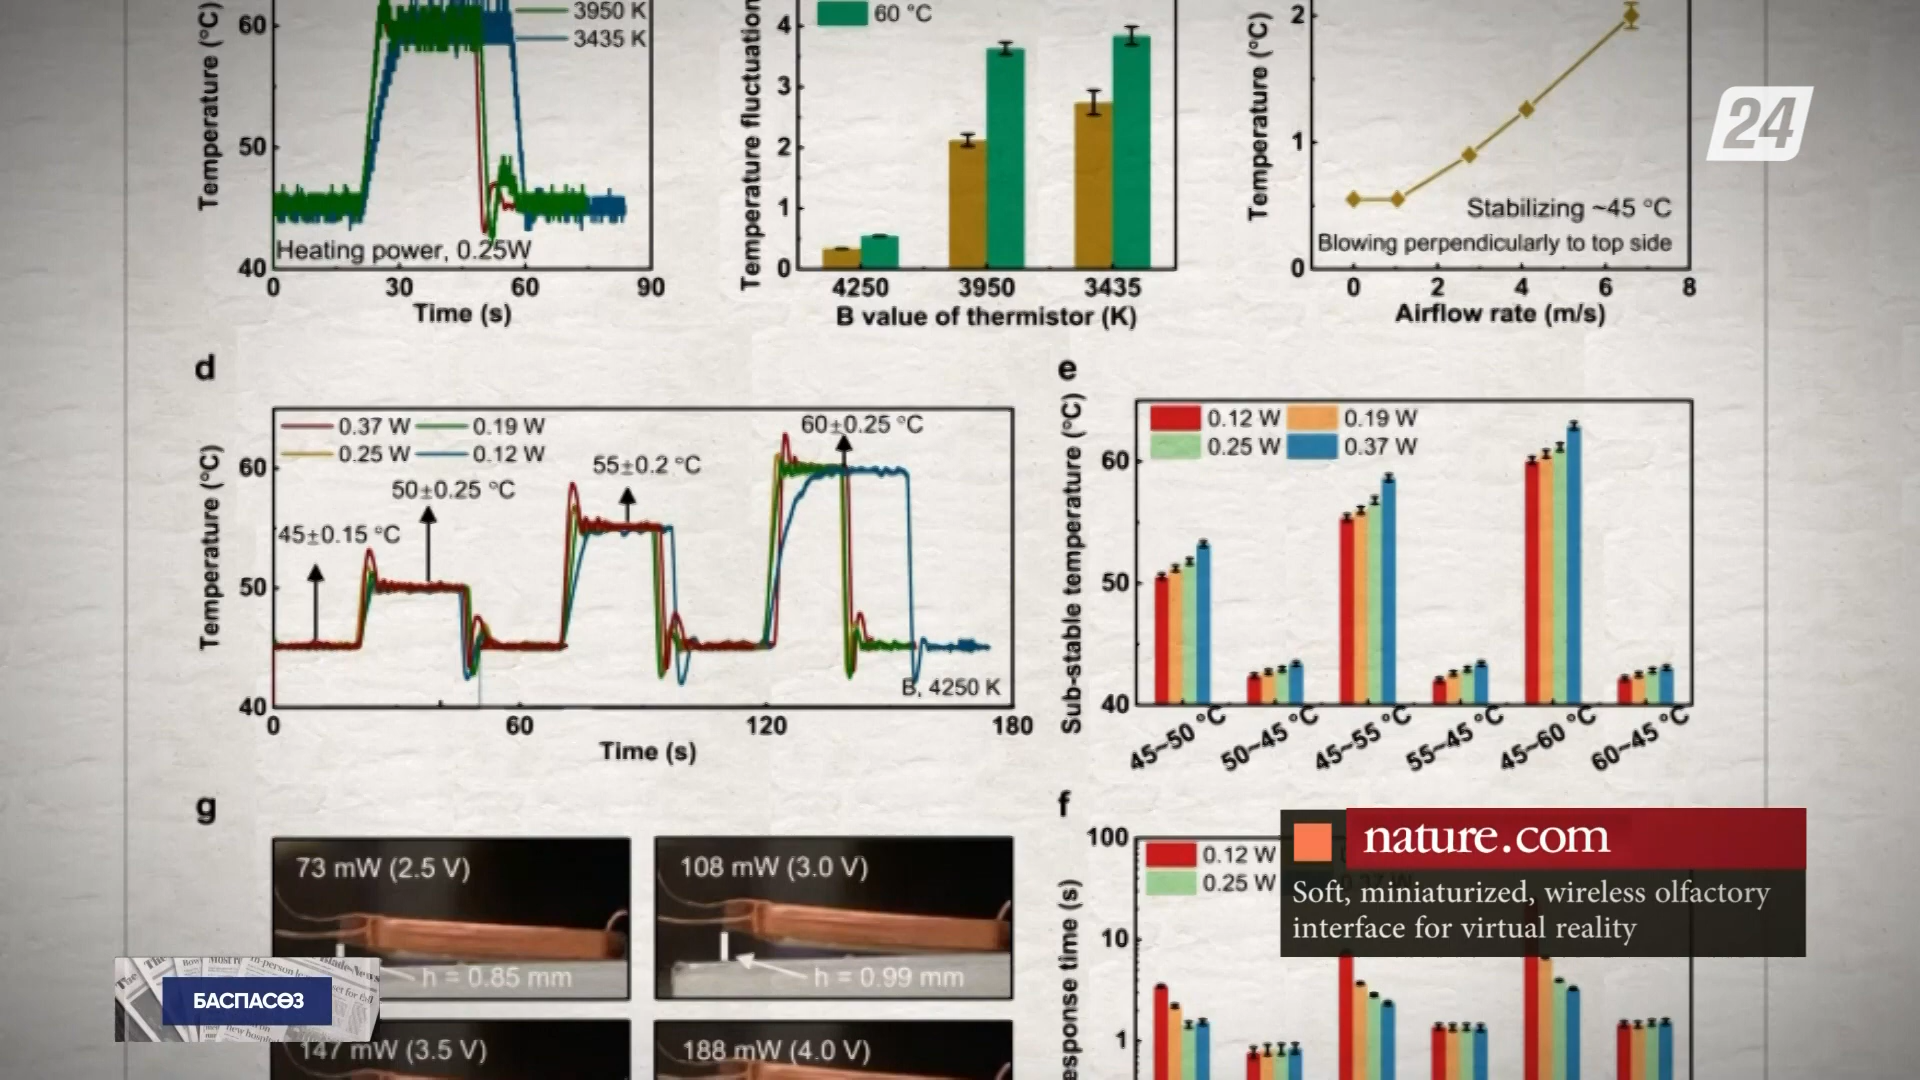 60
50
40
Temperature (°C)
3950 K
3435 K
Heating power, 0.25W
0 30 60 90
Time (s)
Temperature fluctuation
4
3
2
1
0
60 °C
4250 3950 3435
B value of thermistor (K)
Temperature (°C)
2
1
0
Stabilizing ~45 °C
Blowing perpendicularly to top side
0 2 4 6 8
Airflow rate (m/s)
24
d
Temperature (°C)
60
50
40
0.37 W 0.19 W
0.25 W 0.12 W
45±0.15 °C
50±0.25 °C
55±0.2 °C
60±0.25 °C
B, 4250 K
0 60 120 180
Time (s)
e
Sub-stable temperature (°C)
60
50
40
0.12 W 0.19 W
0.25 W 0.37 W
45~50 °C 50~45 °C 45~55 °C 55~45 °C 45~60 °C 60~45 °C
g
73 mW (2.5 V)
h = 0.85 mm
108 mW (3.0 V)
h = 0.99 mm
147 mW (3.5 V)
188 mW (4.0 V)
f
100
10
1
0.12 W
0.25 W
nature.com
Soft, miniaturized, wireless olfactory
interface for virtual reality
БАСПАСӨЗ